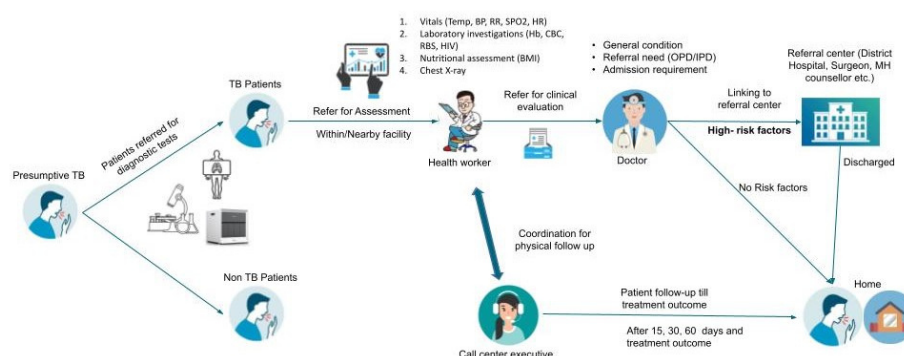 1. Vitals (Temp, BP, RR, SPO2, HR)
2. Laboratory investigations (Hb, CBC,
RBS, HIV)
3. Nutritional assessment (BMI)
4. Chest X-ray
• General condition
• Referral need (OPD/IPD)
• Admission requirement
Referral center (District
Hospital, Surgeon, MH
counsellor etc.)
TB Patients
Patients referred for
diagnostic tests
Refer for Assessment
Within/Nearby facility
Refer for clinical
evaluation
Linking to
referral center
High- risk factors
Health worker
Doctor
Discharged
Presumptive TB
No Risk factors
Coordination for
physical follow up
Non TB Patients
Home
Patient follow-up till
treatment outcome
After 15, 30, 60 days and
treatment outcome
Call center executive